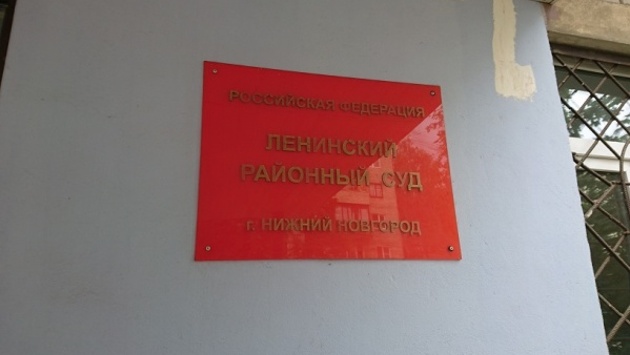 РОССИЙСКАЯ ФЕДЕРАЦИЯ
ЛЕНИНСКИЙ
РАЙОННЫЙ СУД
г. НИЖНИЙ НОВГОРОД